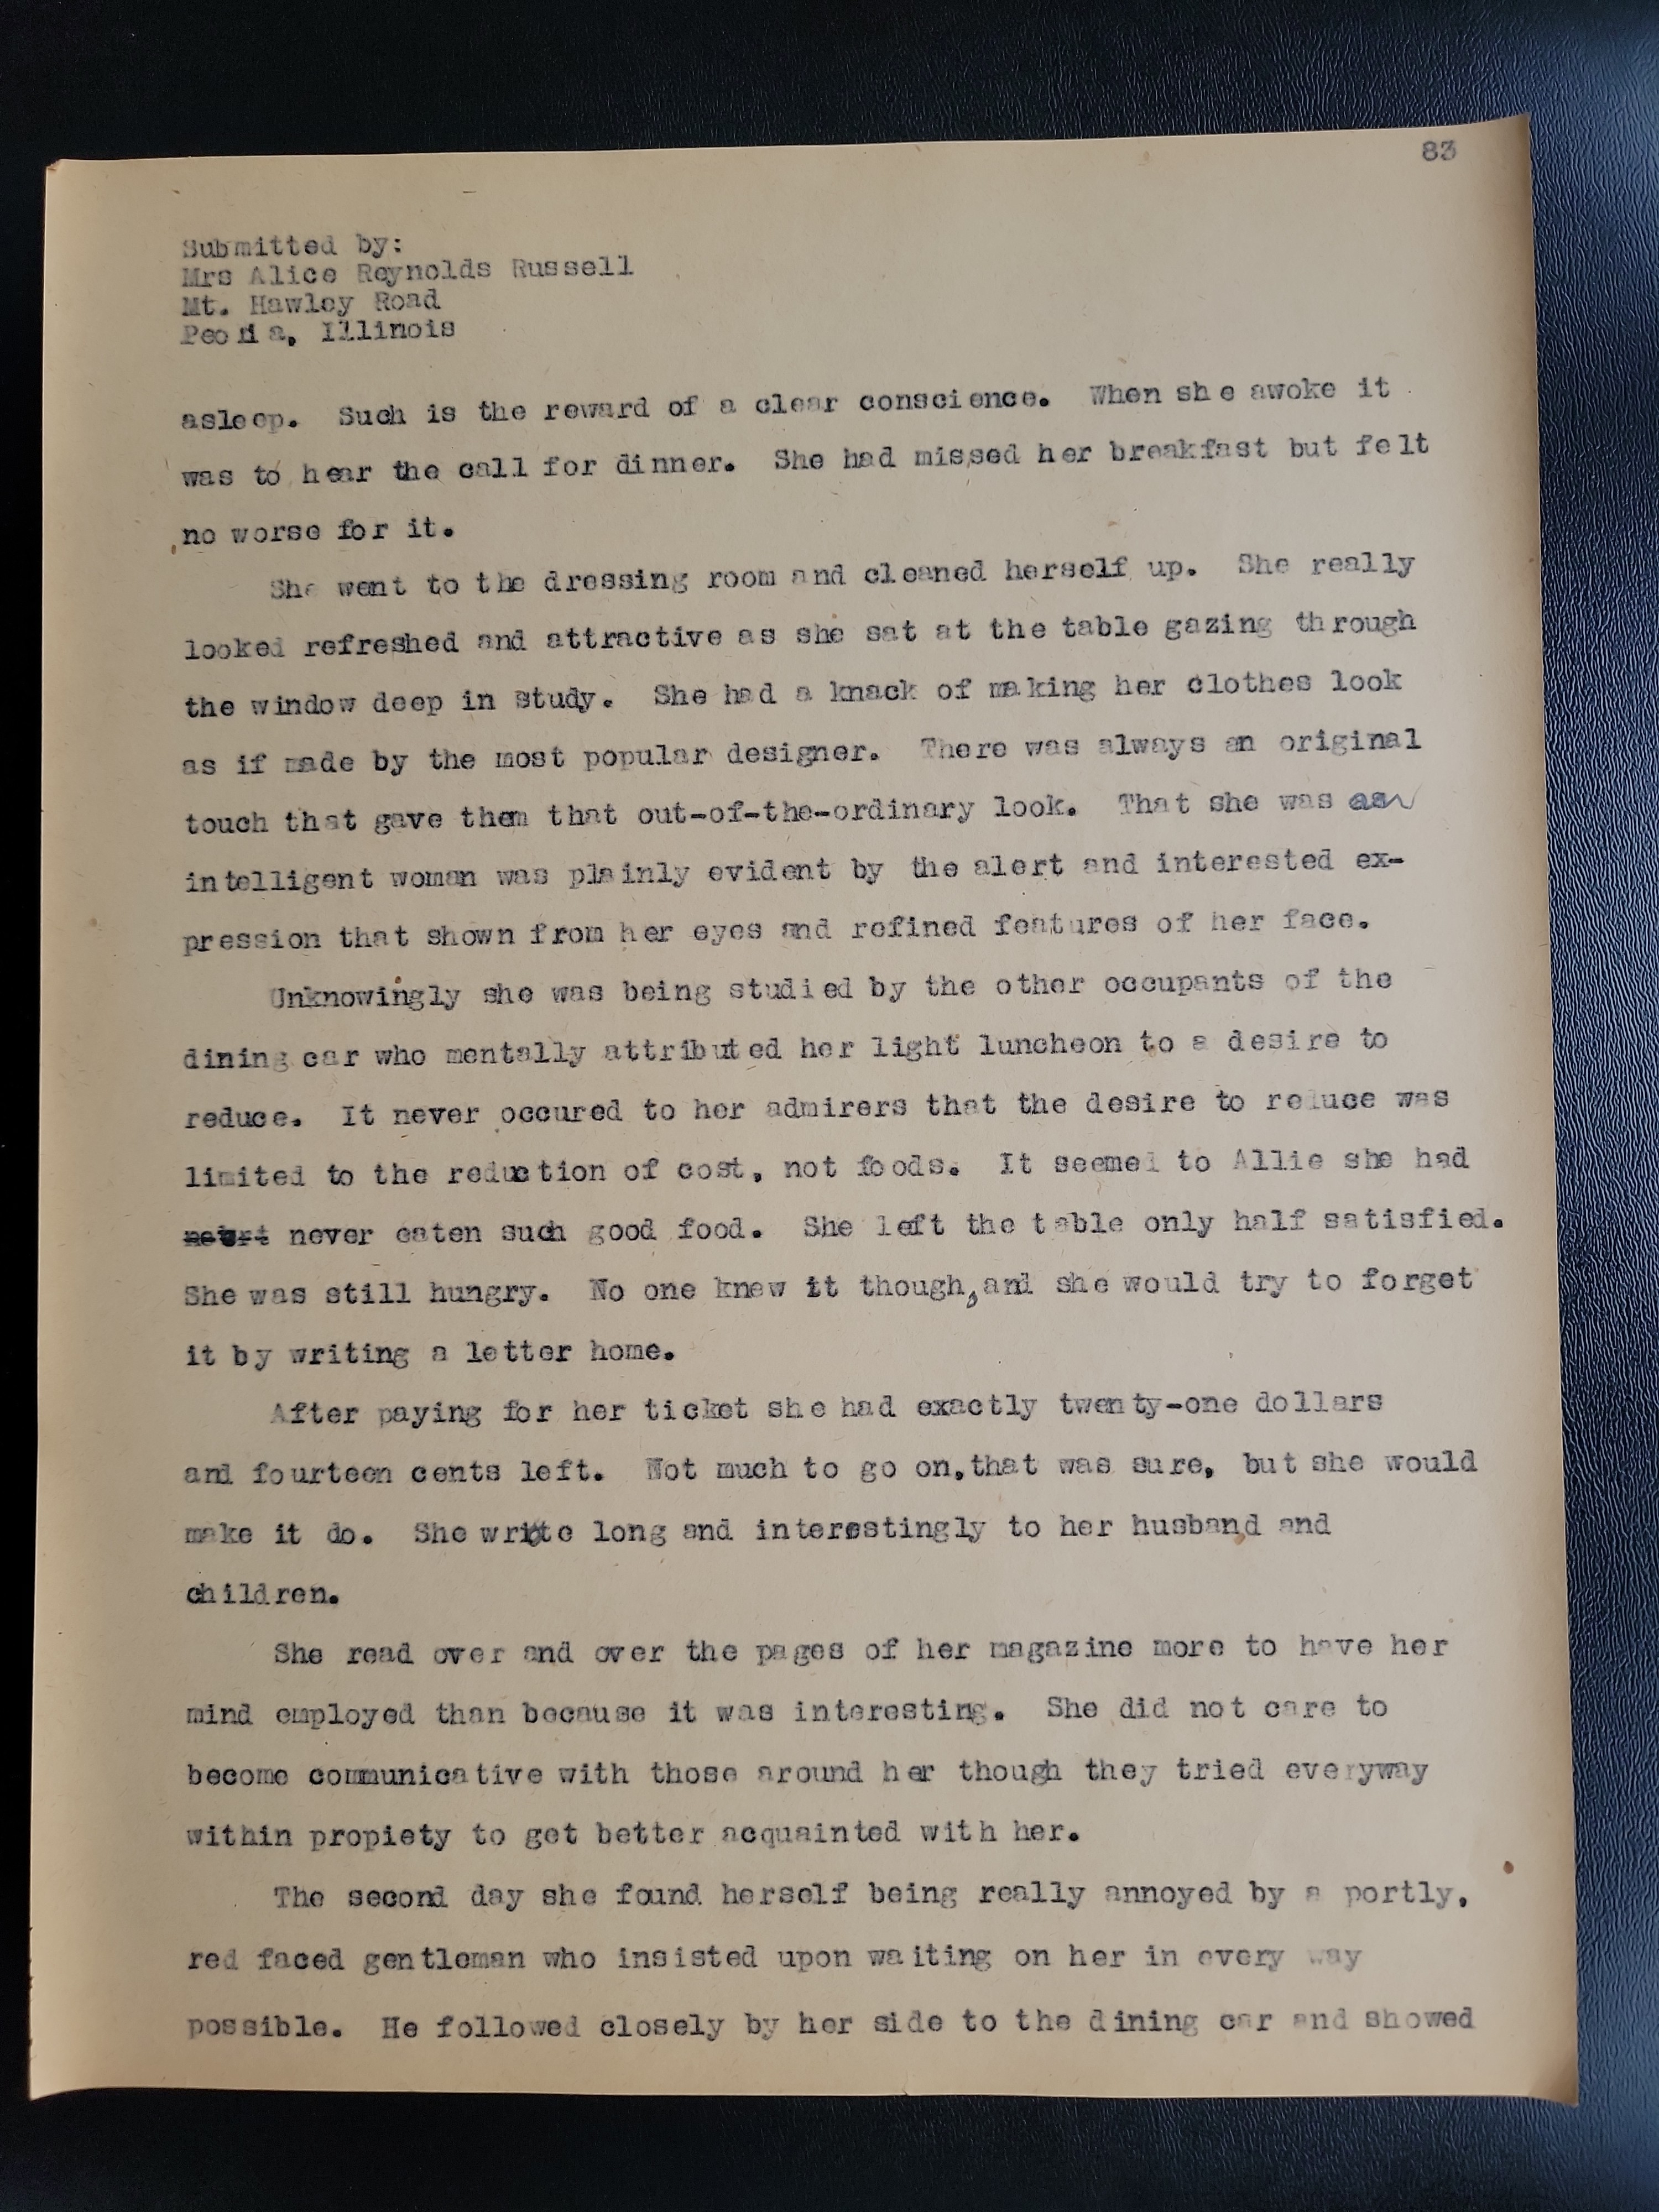 83
Submitted by:
Mrs Alice Reynolds Russell
Mt. Hawley Road
Peoria, Illinois
asleep. Such is the reward of a clear conscience. When she awoke it
was to hear the call for dinner. She had missed her breakfast but felt
no worse for it.
She went to the dressing room and cleaned herself up. She really
looked refreshed and attractive as she sat at the table gazing through
the window deep in study. She had a knack of making her clothes look
as if made by the most popular designer. There was always an original
touch that gave them that out-of-the-ordinary look. That she was an
intelligent woman was plainly evident by the alert and interested ex-
pression that shown from her eyes and refined features of her face.
Unknowingly she was being studied by the other occupants of the
dining car who mentally attributed her light luncheon to a desire to
reduce. It never occured to her admirers that the desire to reduce was
limited to the reduction of cost, not foods. It seemed to Allie she had
never eaten such good food. She left the table only half satisfied.
She was still hungry. No one knew it though, and she would try to forget
it by writing a letter home.
After paying for her ticket she had exactly twenty-one dollars
and fourteen cents left. Not much to go on, that was sure, but she would
make it do. She wrote long and interestingly to her husband and
children.
She read over and over the pages of her magazine more to have her
mind employed than because it was interesting. She did not care to
become communicative with those around her though they tried everyway
within propiety to get better acquainted with her.
The second day she found herself being really annoyed by a portly,
red faced gentleman who insisted upon waiting on her in every way
possible. He followed closely by her side to the dining car and showed